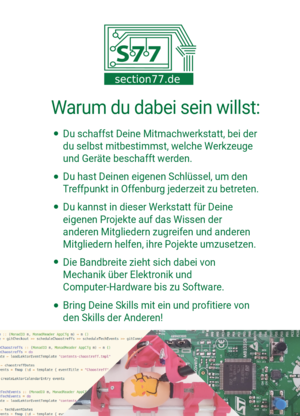 S77
section77.de
Warum du dabei sein willst:
• Du schaffst Deine Mitmachwerkstatt, bei der
du selbst mitbestimmst, welche Werkzeuge
und Geräte beschafft werden.
• Du hast Deinen eigenen Schlüssel, um den
Treffpunkt in Offenburg jederzeit zu betreten.
• Du kannst in dieser Werkstatt für Deine
eigenen Projekte auf das Wissen der
anderen Mitgliedern zugreifen und anderen
Mitgliedern helfen, ihre Pojekte umzusetzen.
• Die Bandbreite zieht sich dabei von
Mechanik über Elektronik und
Computer-Hardware bis zu Software.
• Bring Deine Skills mit ein und profitiere von
den Skills der Anderen!